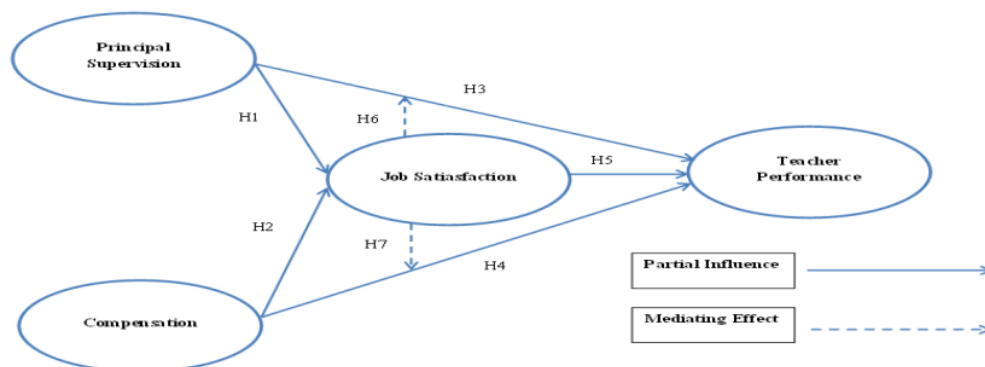 Principal
Supervision
H3
H1
H6
Job Satiasfaction
H5
Teacher
Performance
H2
H7
H4
Partial Influence
Compensation
Mediating Effect